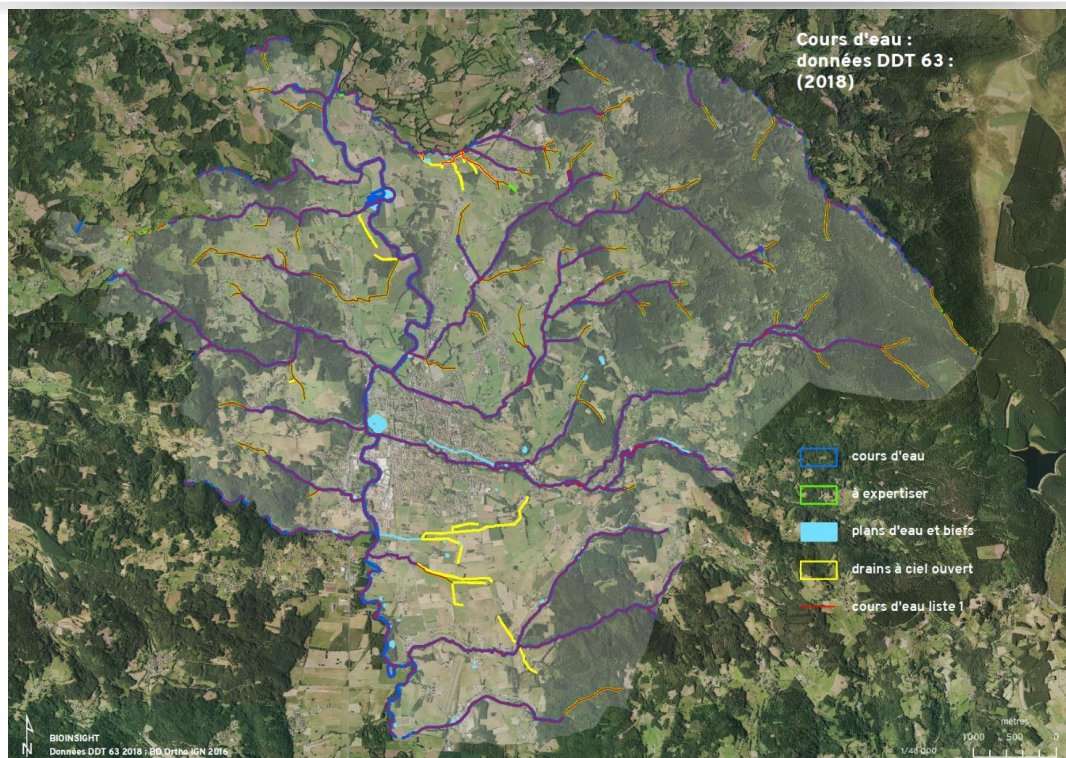 Cours d'eau :
données DDT 63 :
(2018)
cours d'eau
à expertiser
plans d'eau et biefs
drains à ciel ouvert
cours d'eau liste 1
N
BIOINSIGHT
Données DDT 63 2018 ; BD Ortho IGN 2016
mètres
1000 500 0
1/46 000